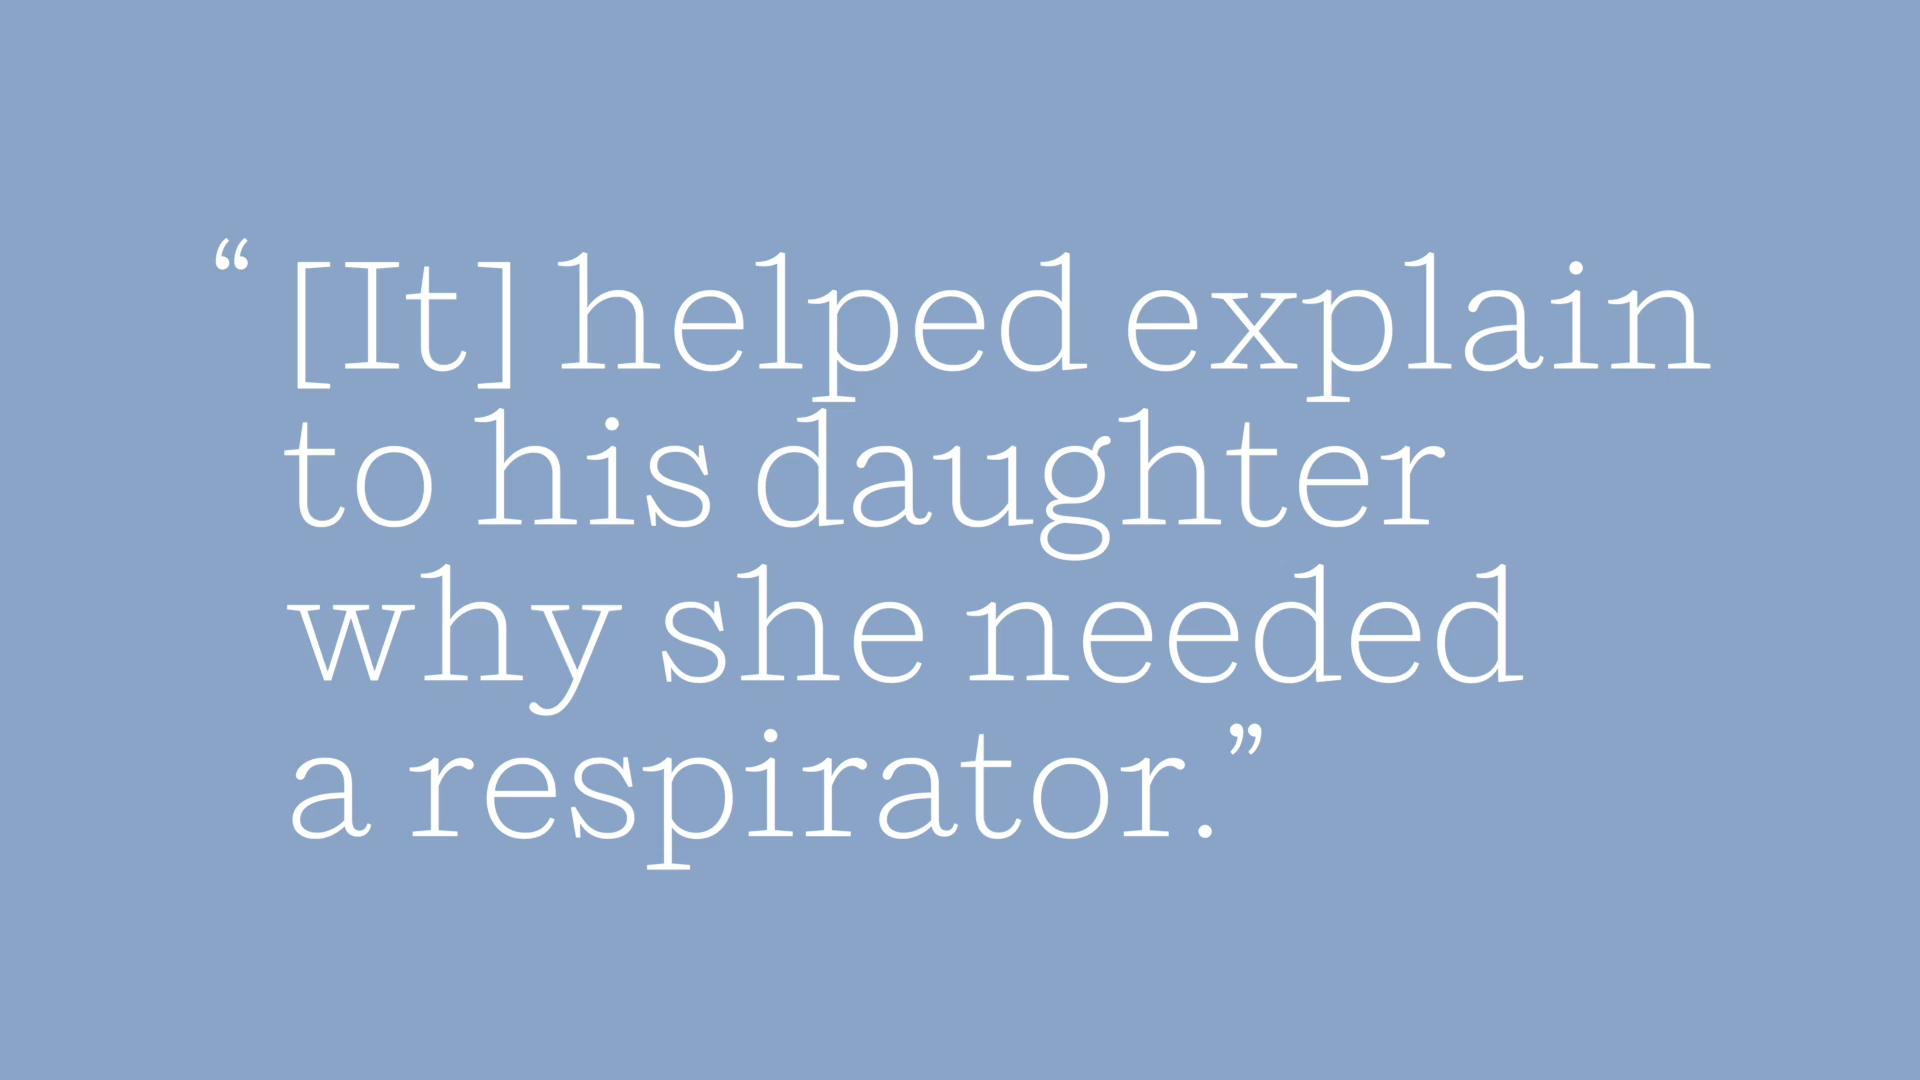 “[It] helped explain
to his daughter
why she needed
a respirator.”